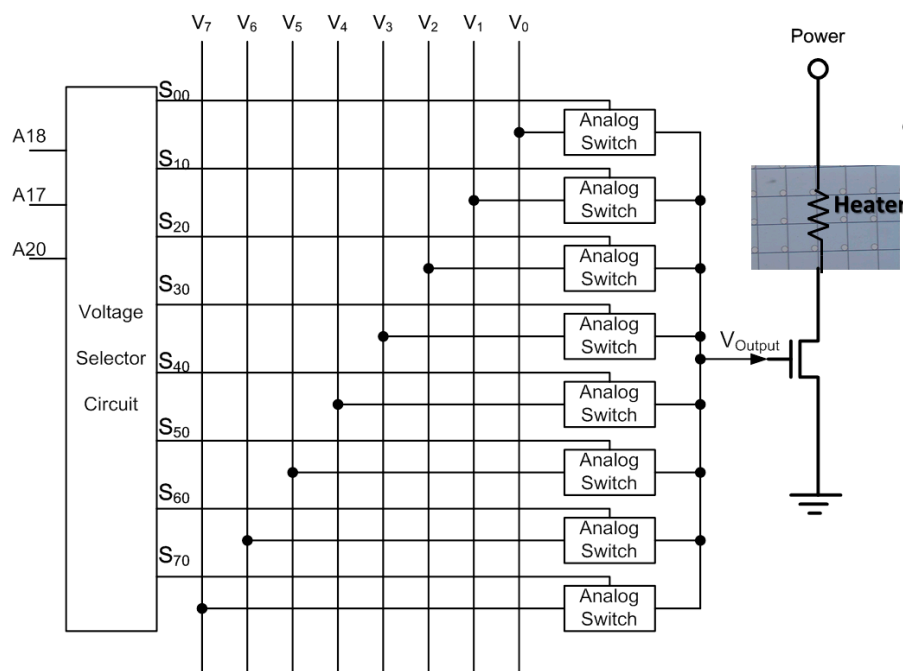 V7 V6 V5 V4 V3 V2 V1 V0
Power
S00
Analog
Switch
A18
S10
Analog
Switch
A17
Heater
S20
Analog
Switch
A20
S30
Voltage
Analog
Switch
VOutput
Selector
S40
Analog
Switch
Circuit
S50
Analog
Switch
S60
Analog
Switch
S70
Analog
Switch